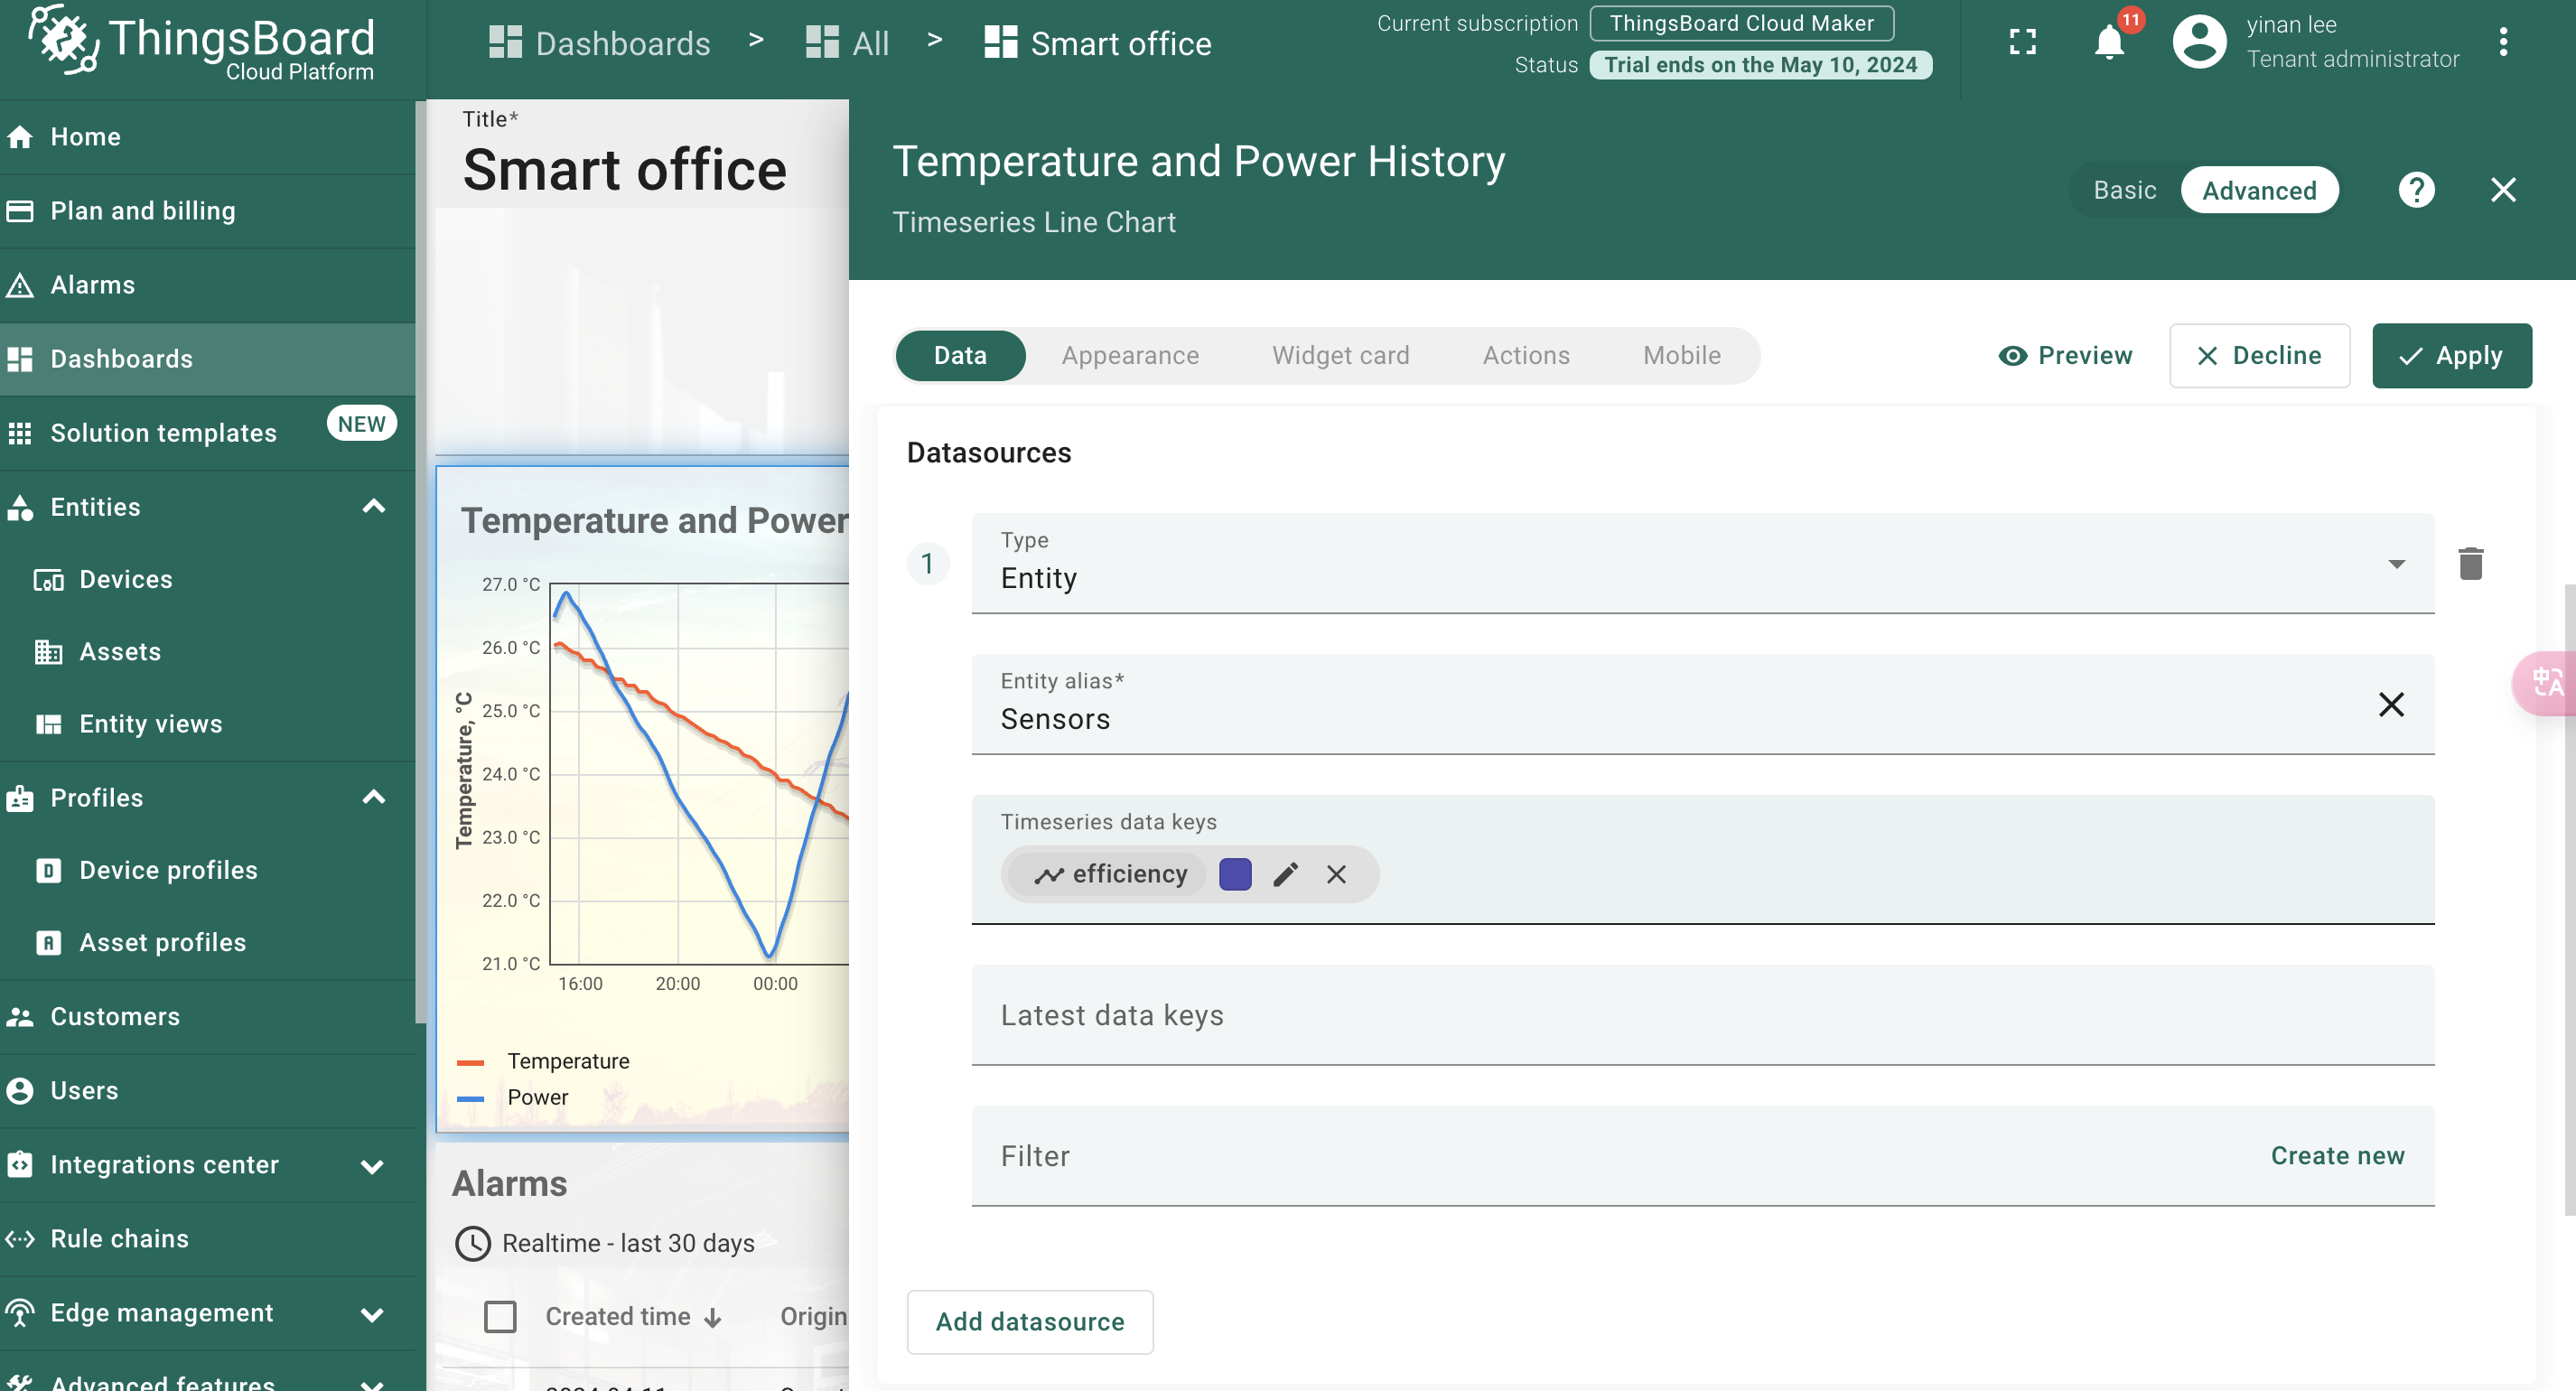 ThingsBoard
Cloud Platform
Dashboards > All > Smart office
Current subscription ThingsBoard Cloud Maker
Status Trial ends on the May 10, 2024
11
yinan lee
Tenant administrator
Home
Plan and billing
Alarms
Dashboards
Solution templates NEW
Entities
Devices
Assets
Entity views
Profiles
D Device profiles
A Asset profiles
Customers
Users
Integrations center
Rule chains
Edge management
Advanced features
Title*
Smart office
Temperature and Power
27.0 °C
26.0 °C
25.0 °C
24.0 °C
23.0 °C
22.0 °C
21.0 °C
Temperature, °C
16:00 20:00 00:00
Temperature
Power
Alarms
Realtime - last 30 days
Created time Origin
Temperature and Power History
Timeseries Line Chart
Basic Advanced
Data Appearance Widget card Actions Mobile
Preview Decline Apply
Datasources
1
Type
Entity
Entity alias*
Sensors
Timeseries data keys
efficiency
Latest data keys
Filter Create new
Add datasource
中A